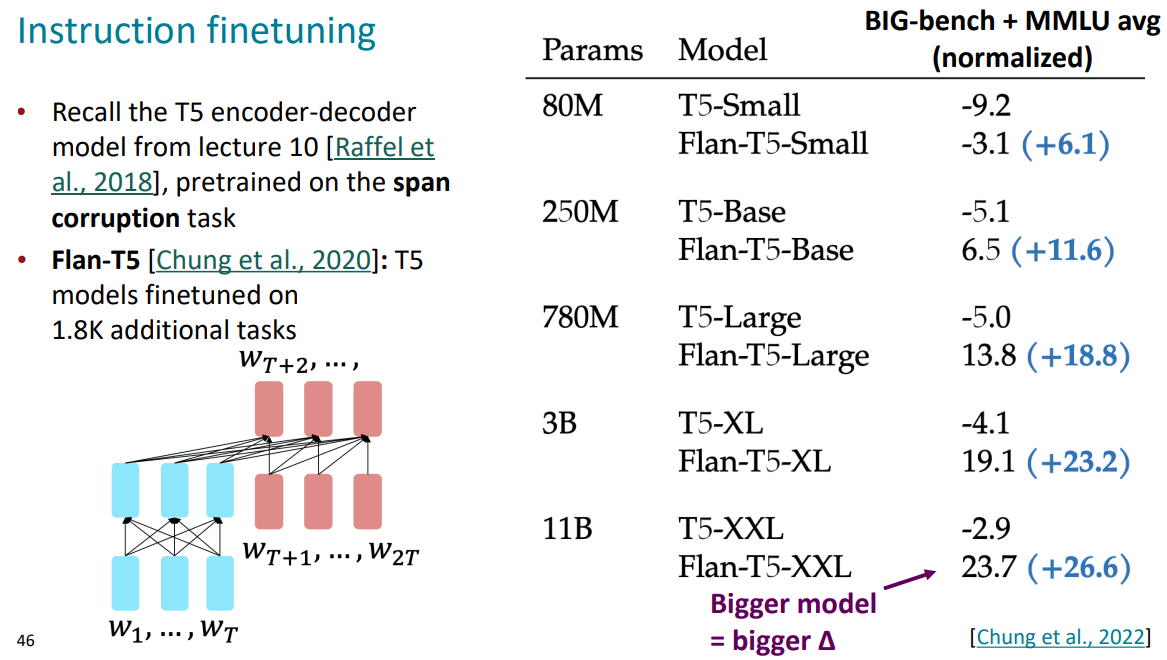 Instruction finetuning
• Recall the T5 encoder-decoder
model from lecture 10 [Raffel et
al., 2018], pretrained on the span
corruption task
• Flan-T5 [Chung et al., 2020]: T5
models finetuned on
1.8K additional tasks
w_{T+2}, … ,
w_{T+1}, … , w_{2T}
w_1, … , w_T
46
BIG-bench + MMLU avg
(normalized)
Params Model
80M T5-Small -9.2
Flan-T5-Small -3.1 (+6.1)
250M T5-Base -5.1
Flan-T5-Base 6.5 (+11.6)
780M T5-Large -5.0
Flan-T5-Large 13.8 (+18.8)
3B T5-XL -4.1
Flan-T5-XL 19.1 (+23.2)
11B T5-XXL -2.9
Flan-T5-XXL 23.7 (+26.6)
Bigger model
= bigger Δ
[Chung et al., 2022]